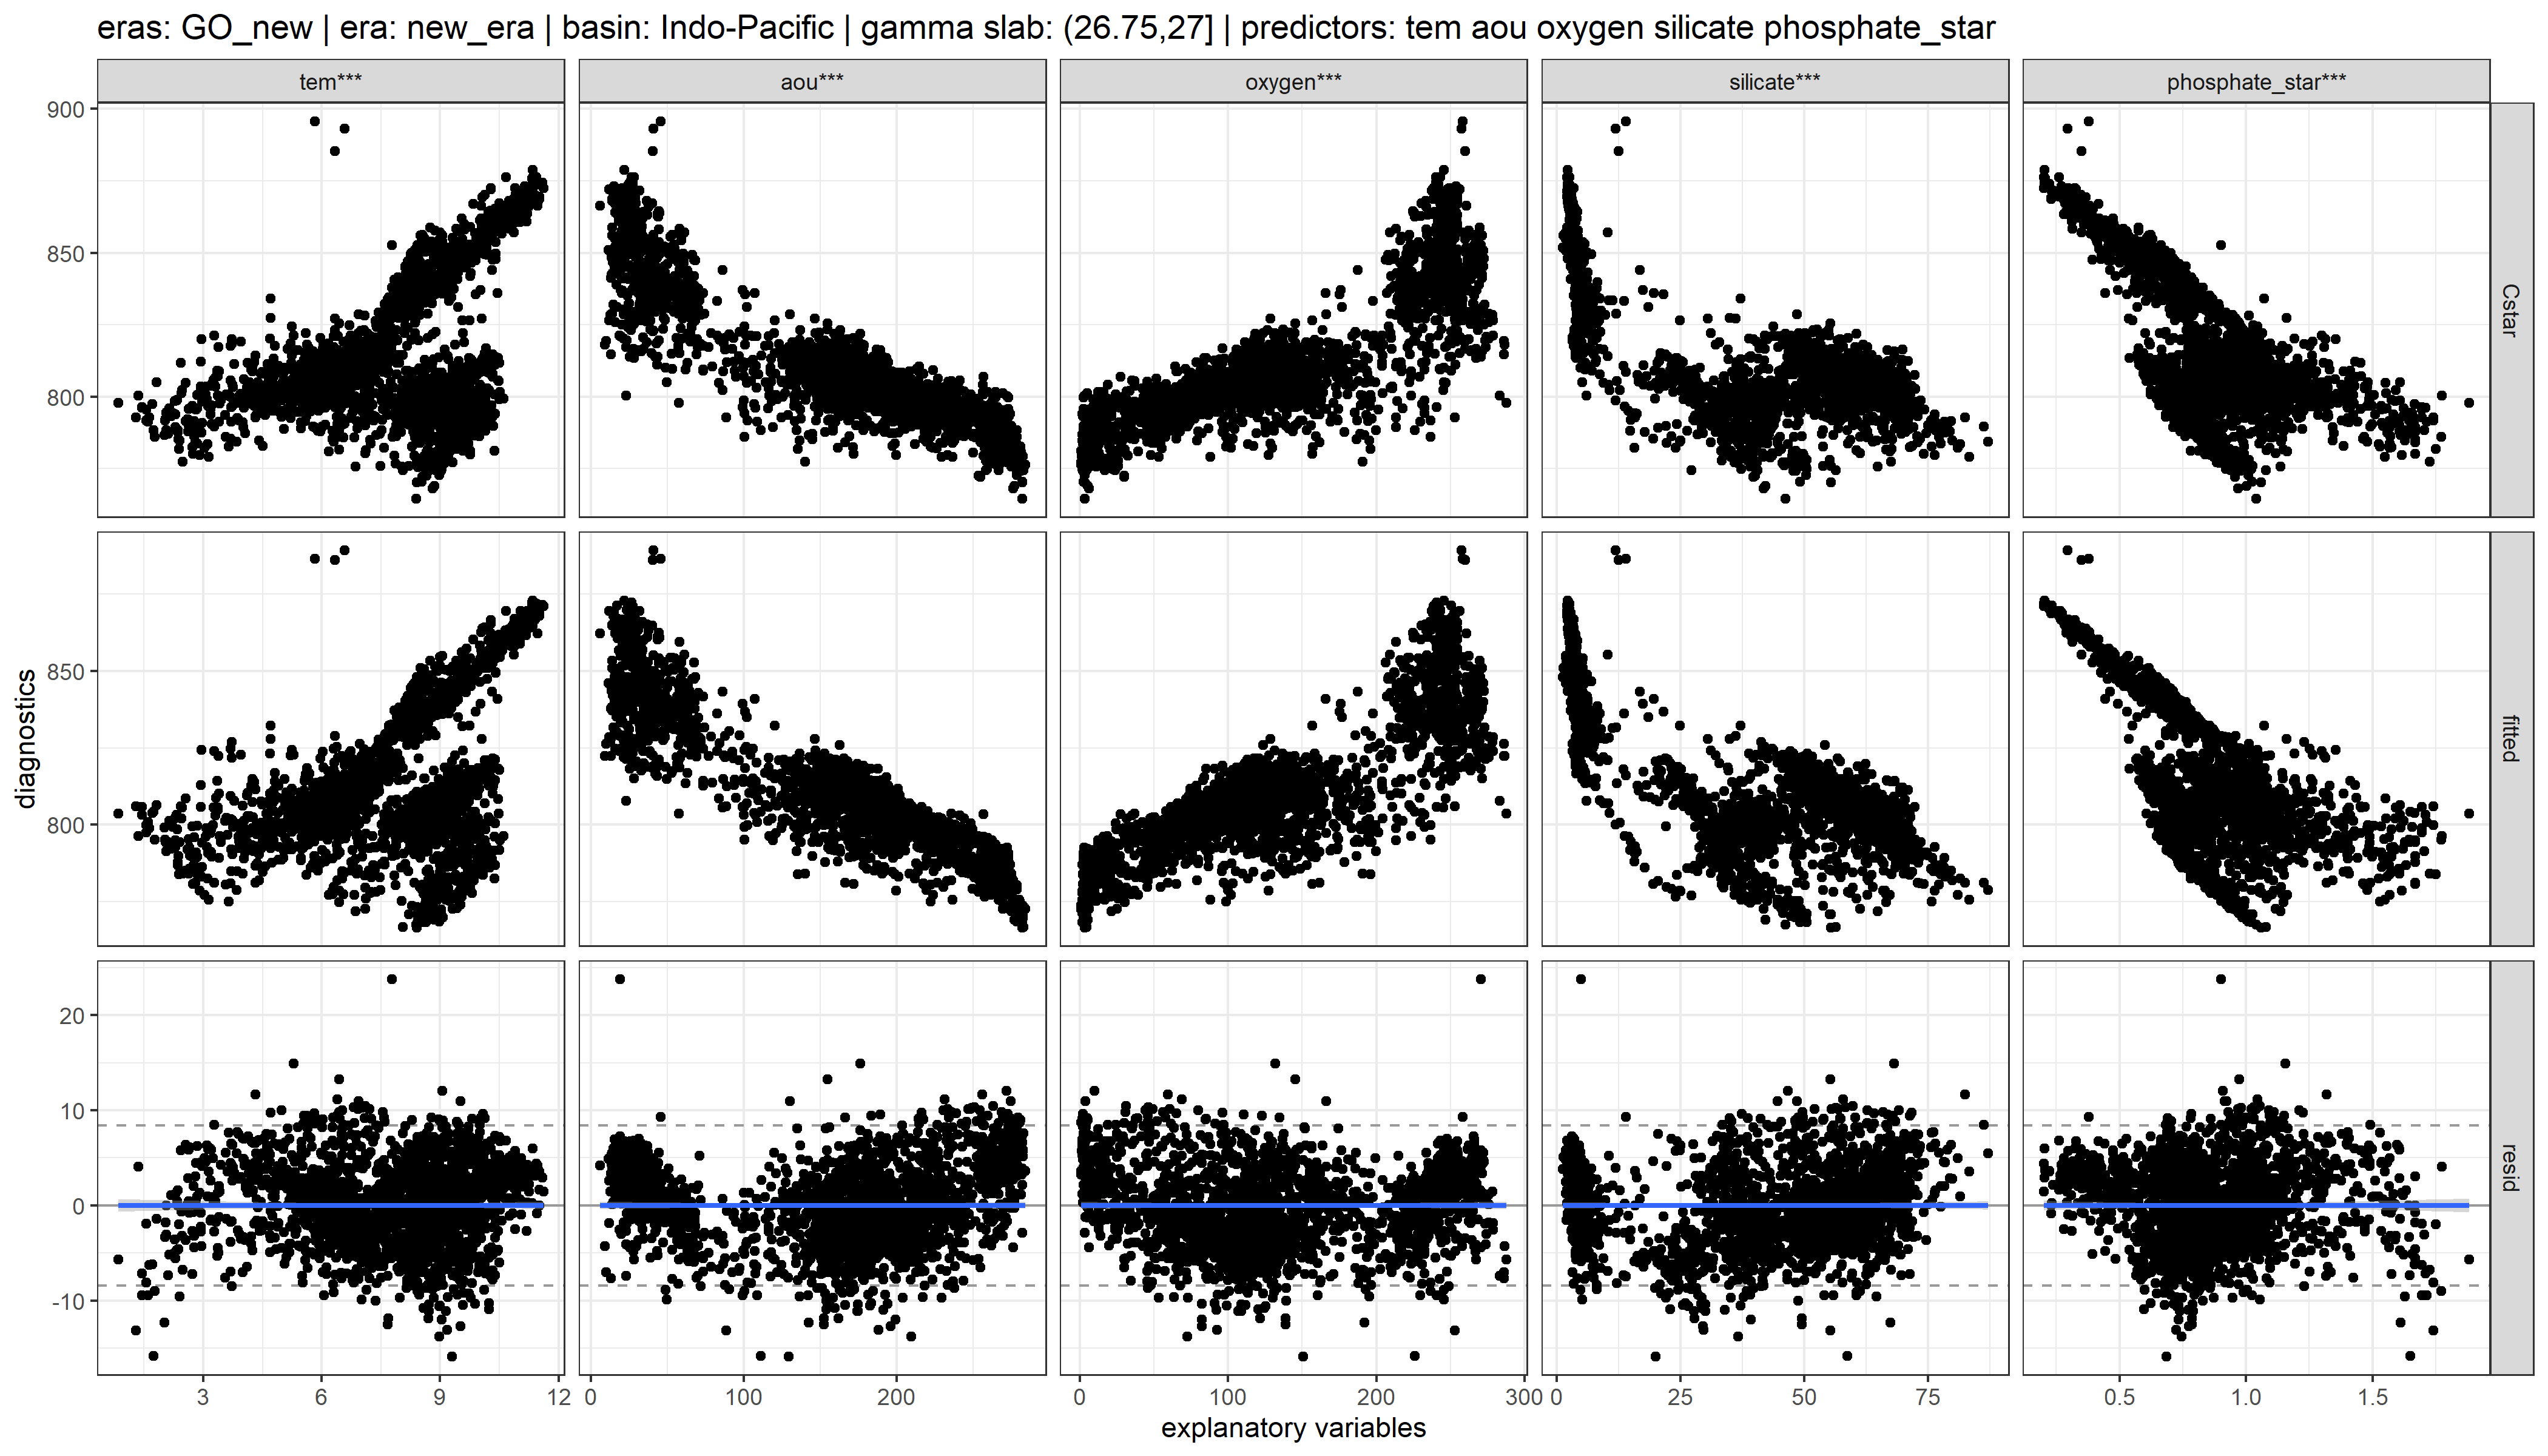 eras: GO_new | era: new_era | basin: Indo-Pacific | gamma slab: (26.75,27] | predictors: tem aou oxygen silicate phosphate_star
tem*** aou*** oxygen*** silicate*** phosphate_star***
900
850
800
Cstar
850
800
fitted
diagnostics
20
10
0
-10
resid
3 6 9 12 0 100 200 0 100 200 300 0 25 50 75 0.5 1.0 1.5
explanatory variables